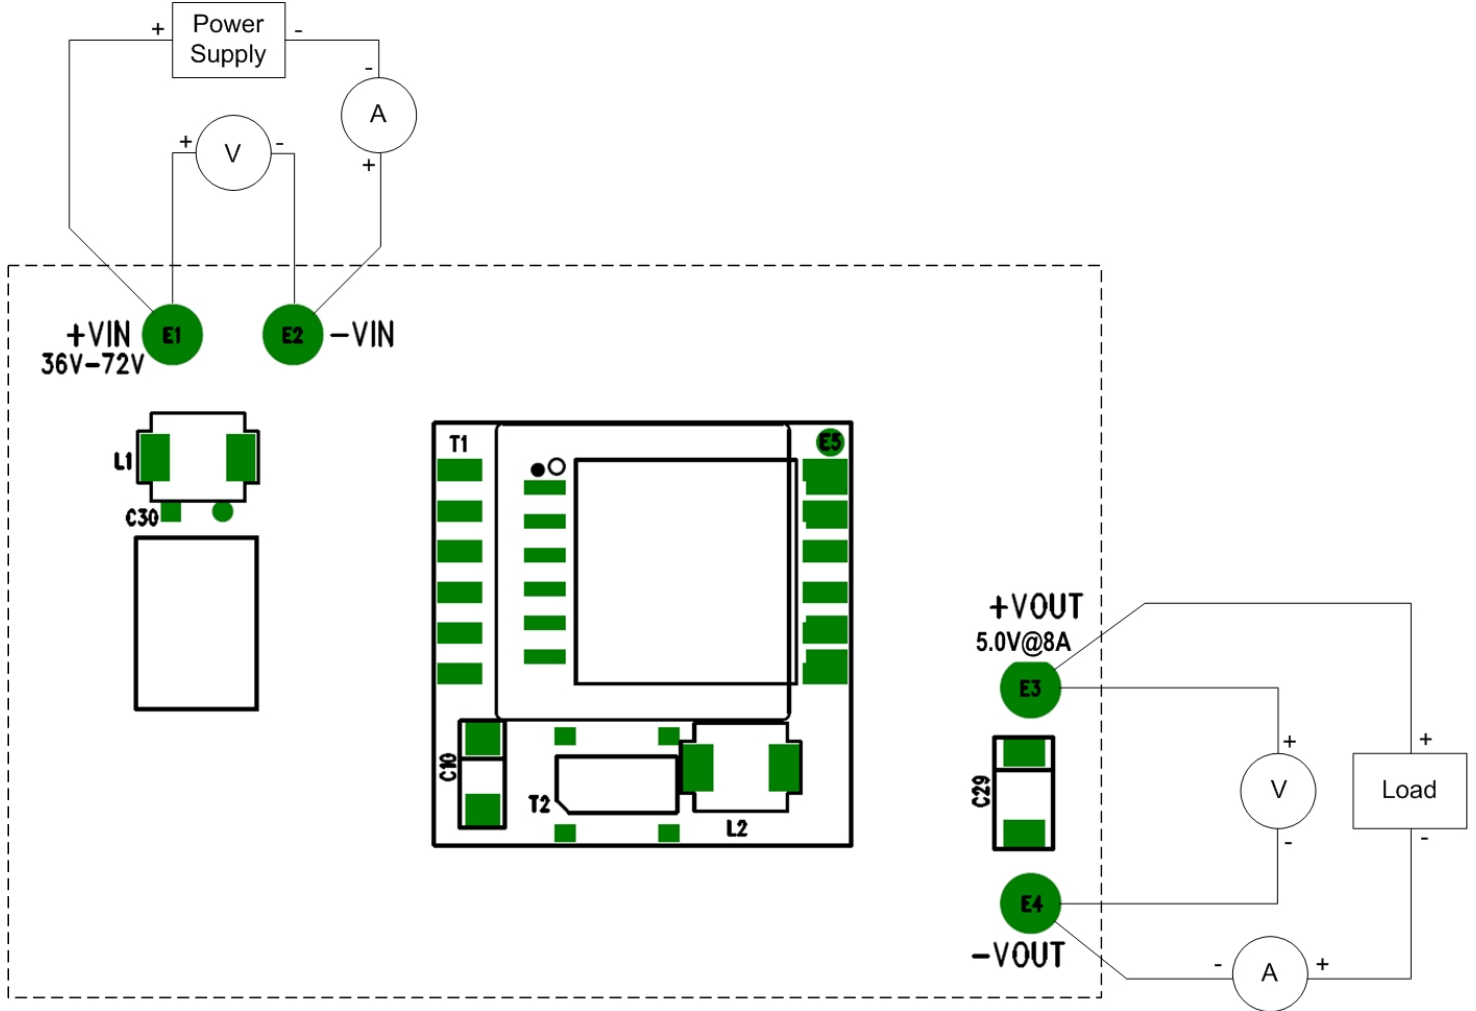 + Power Supply -
-
A
+
+ V -
+VIN E1 E2 -VIN
36V-72V
T1 E5
L1
C30
+VOUT
5.0V@8A
E3
C10
T2
L2
C29
+
V
-
+
Load
-
E4
-VOUT
- A +